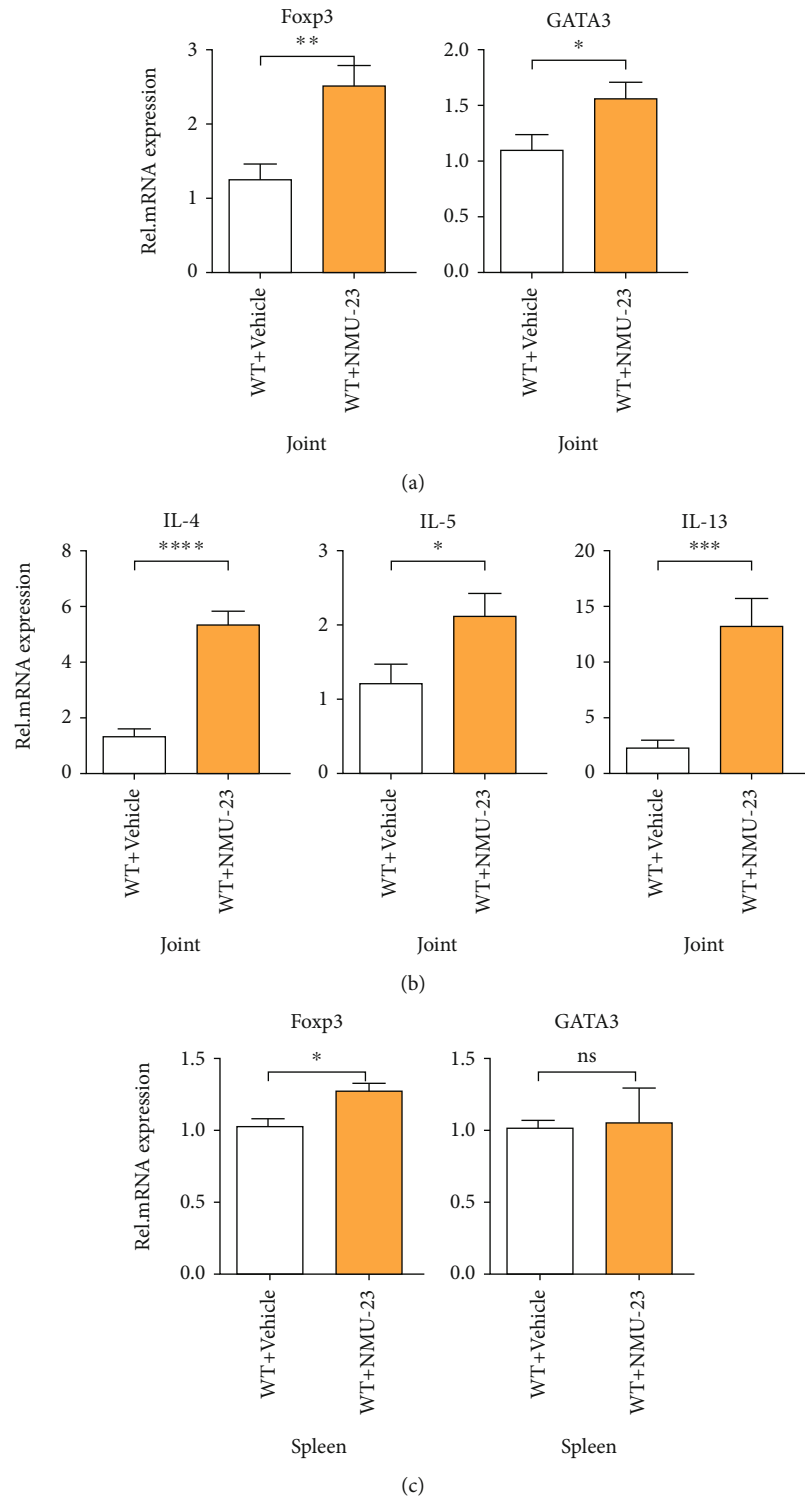 Foxp3
GATA3
**
*
Rel.mRNA expression
3
2
1
0
2.0
1.5
1.0
0.5
0.0
WT+Vehicle
WT+NMU-23
WT+Vehicle
WT+NMU-23
Joint
Joint
(a)
IL-4
IL-5
IL-13
****
*
***
Rel.mRNA expression
8
6
4
2
0
3
2
1
0
20
15
10
5
0
WT+Vehicle
WT+NMU-23
WT+Vehicle
WT+NMU-23
WT+Vehicle
WT+NMU-23
Joint
Joint
Joint
(b)
Foxp3
GATA3
*
ns
Rel.mRNA expression
1.5
1.0
0.5
0.0
1.5
1.0
0.5
0.0
WT+Vehicle
WT+NMU-23
WT+Vehicle
WT+NMU-23
Spleen
Spleen
(c)